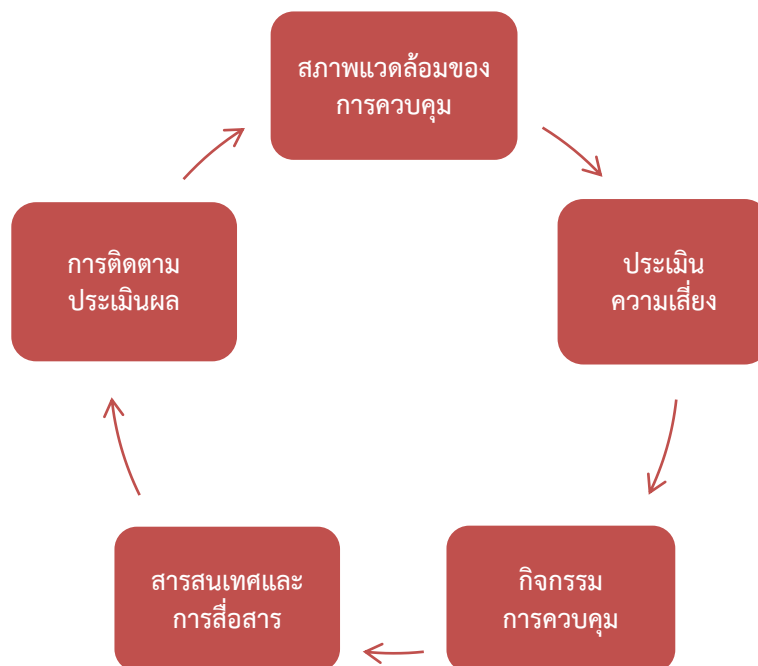 สภาพแวดล้อมของ
การควบคุม
ประเมิน
ความเสี่ยง
กิจกรรม
การควบคุม
สารสนเทศและ
การสื่อสาร
การติดตาม
ประเมินผล